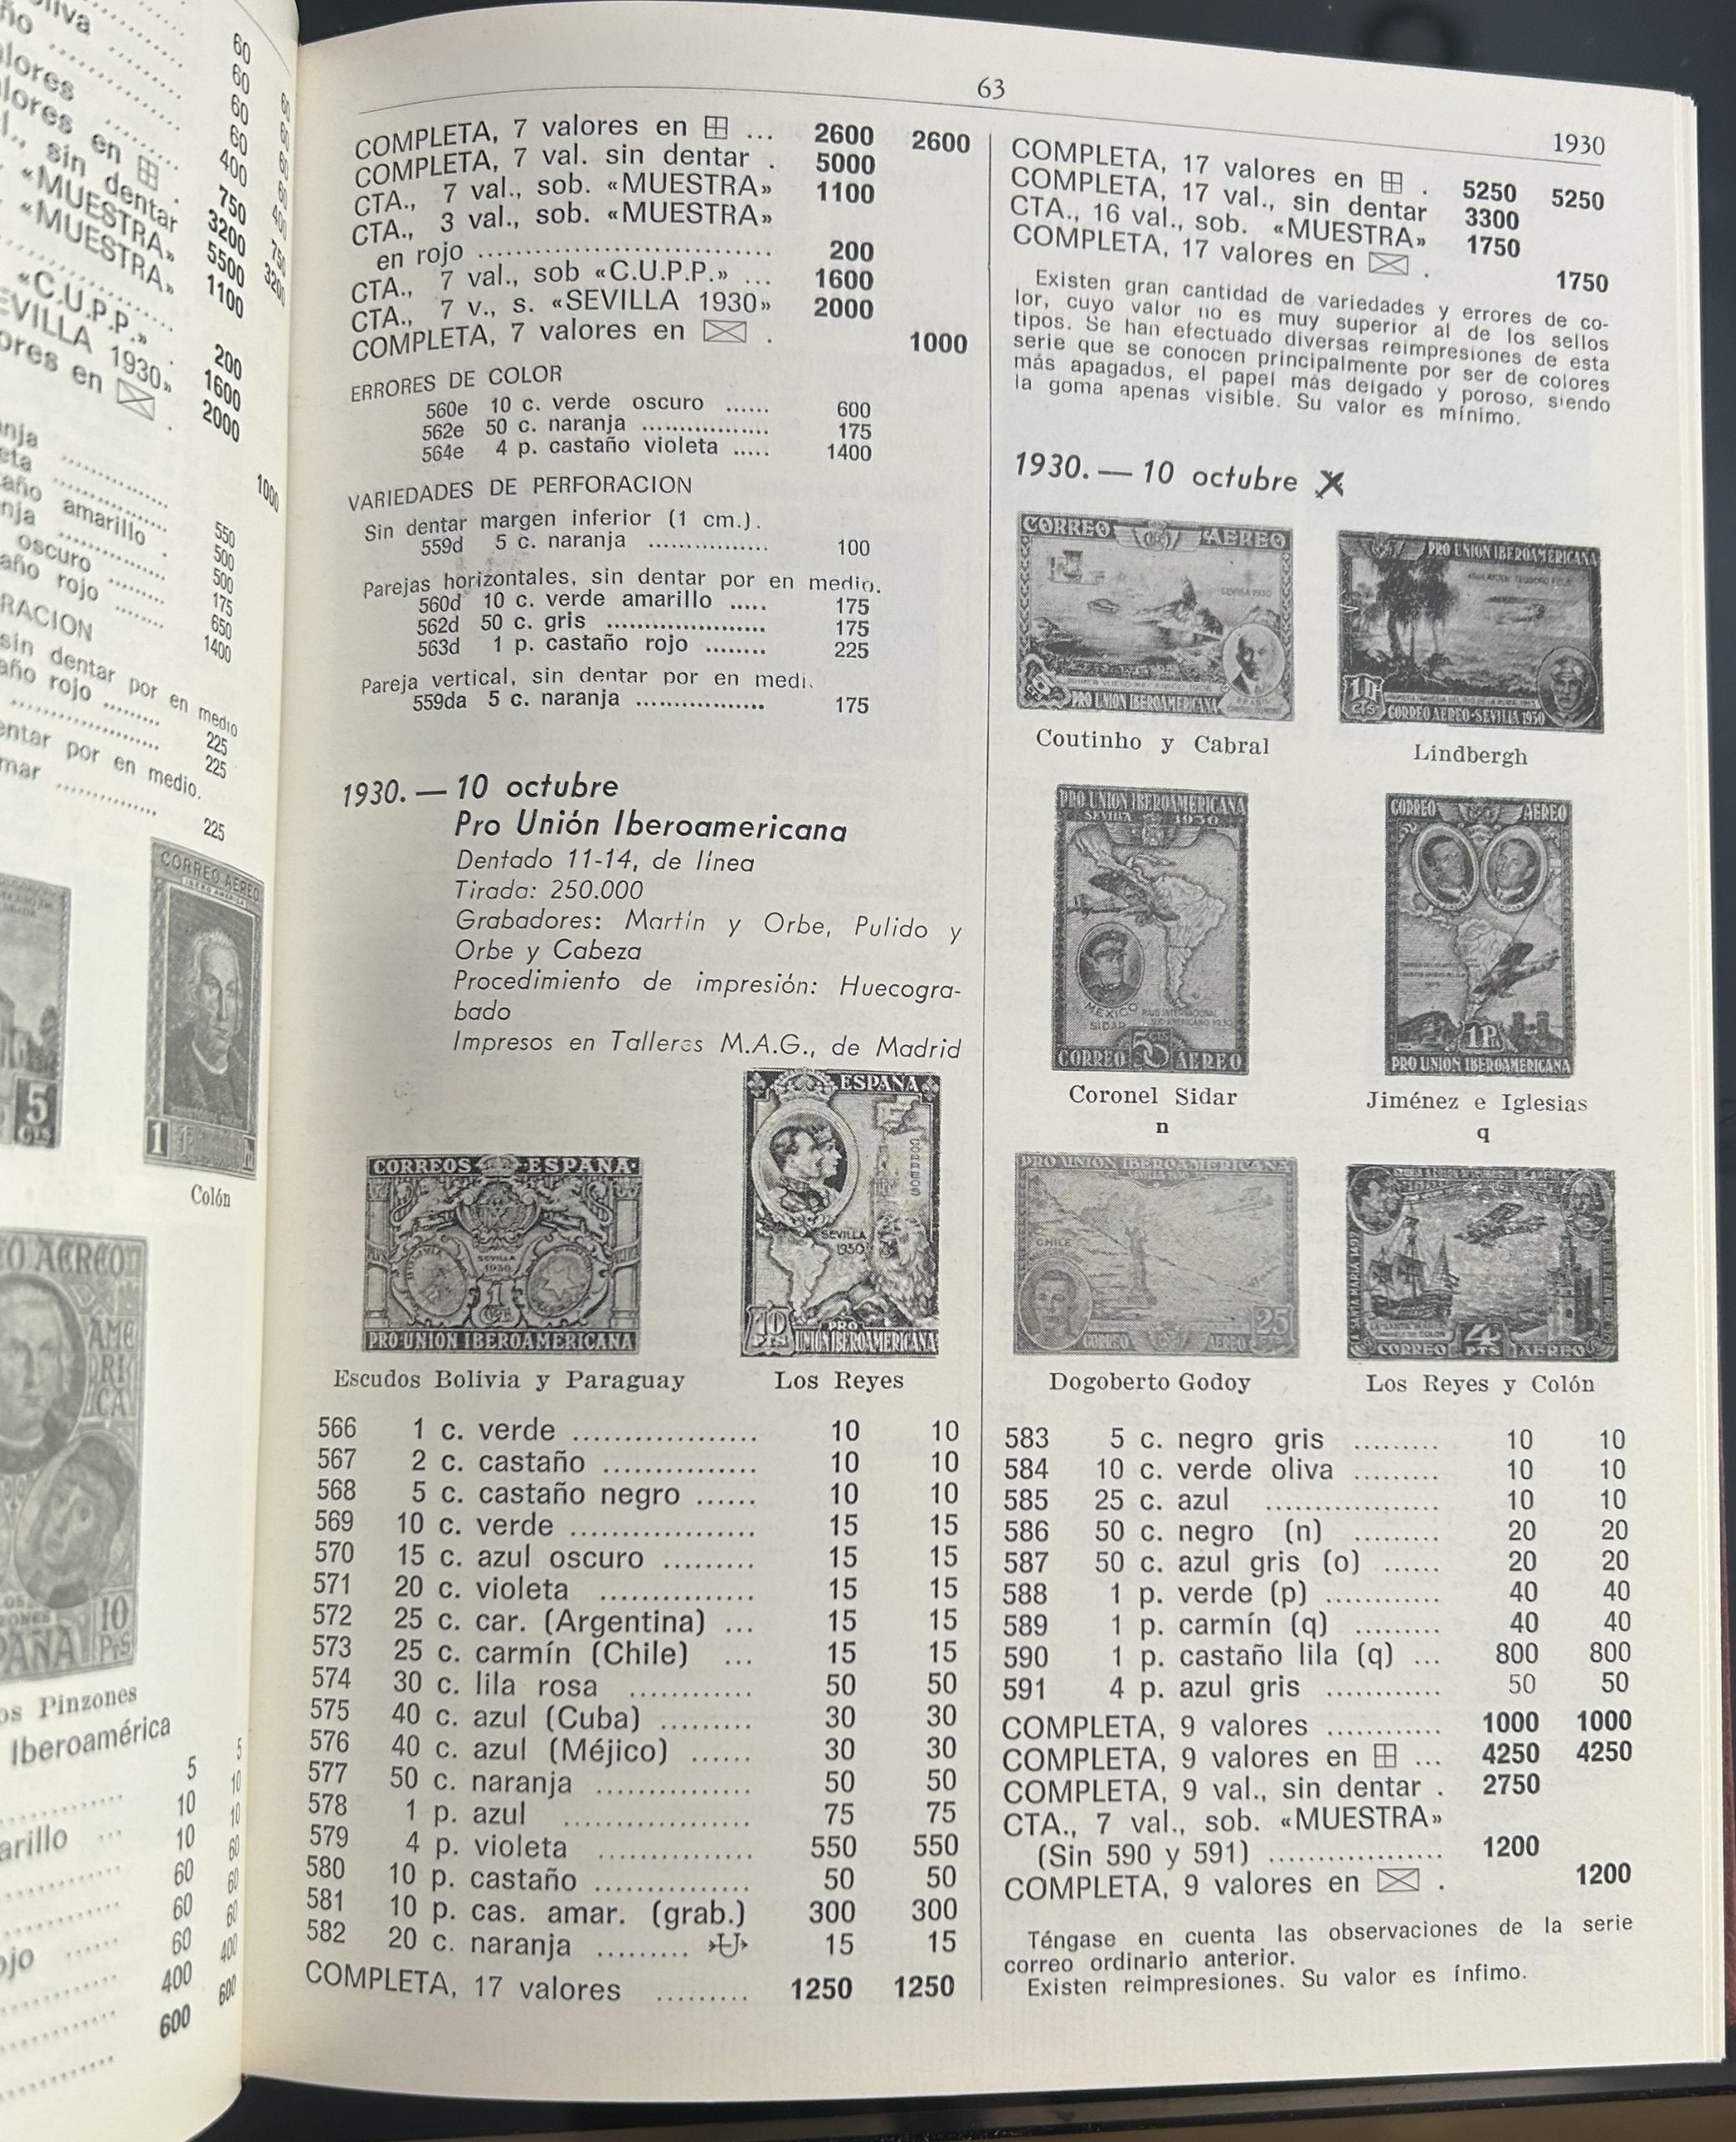 63
1930
COMPLETA, 7 valores en ... 2600 2600
COMPLETA, 7 val. sin dentar . 5000
CTA., 7 val., sob. «MUESTRA» 1100
CTA., 3 val., sob. «MUESTRA»
en rojo .............................. 200
CTA., 7 val., sob «C.U.P.P.» ... 1600
CTA., 7 v., s. «SEVILLA 1930» 2000
COMPLETA, 7 valores en . 1000
ERRORES DE COLOR
560e 10 c. verde oscuro ...... 600
562e 50 c. naranja ................. 175
564e 4 p. castaño violeta ..... 1400
VARIEDADES DE PERFORACION
Sin dentar margen inferior (1 cm.).
559d 5 c. naranja ................ 100
Parejas horizontales, sin dentar por en medio.
560d 10 c. verde amarillo ..... 175
562d 50 c. gris ..................... 175
563d 1 p. castaño rojo ........ 225
Pareja vertical, sin dentar por en medi.
559da 5 c. naranja ................. 175
1930. — 10 octubre
Pro Unión Iberoamericana
Dentado 11-14, de línea
Tirada: 250.000
Grabadores: Martín y Orbe, Pulido y
Orbe y Cabeza
Procedimiento de impresión: Huecogra-
bado
Impresos en Talleres M.A.G., de Madrid
CORREOS ESPAÑA
SEVILLA
1930
PRO UNION IBEROAMERICANA
ESPAÑA
CORREOS
SEVILLA
1930
10 PTS
PRO
UNION IBEROAMERICANA
Escudos Bolivia y Paraguay
Los Reyes
566 1 c. verde .................. 10 10
567 2 c. castaño ............... 10 10
568 5 c. castaño negro ...... 10 10
569 10 c. verde .................. 15 15
570 15 c. azul oscuro ......... 15 15
571 20 c. violeta ............... 15 15
572 25 c. car. (Argentina) ... 15 15
573 25 c. carmín (Chile) ... 15 15
574 30 c. lila rosa ............ 50 50
575 40 c. azul (Cuba) ......... 30 30
576 40 c. azul (Méjico) ...... 30 30
577 50 c. naranja ............... 50 50
578 1 p. azul .................. 75 75
579 4 p. violeta ............... 550 550
580 10 p. castaño ............... 50 50
581 10 p. cas. amar. (grab.) 300 300
582 20 c. naranja ......... 15 15
COMPLETA, 17 valores ......... 1250 1250
COMPLETA, 17 valores en . 5250 5250
COMPLETA, 17 val., sin dentar 3300
CTA., 16 val., sob. «MUESTRA» 1750
COMPLETA, 17 valores en . 1750
Existen gran cantidad de variedades y errores de co-
lor, cuyo valor no es muy superior al de los sellos
tipos. Se han efectuado diversas reimpresiones de esta
serie que se conocen principalmente por ser de colores
más apagados, el papel más delgado y poroso, siendo
la goma apenas visible. Su valor es mínimo.
1930. — 10 octubre
CORREO AEREO
SEVILLA 1930
PRO UNION IBEROAMERICANA
Coutinho y Cabral
PRO UNION IBEROAMERICANA
10 CTS
CORREO AEREO·SEVILLA 1930
Lindbergh
PRO UNION IBEROAMERICANA
SEVILLA 1930
MEXICO
SIDAR
CORREO 50 AEREO
Coronel Sidar
n
CORREO AEREO
1P
PRO UNION IBEROAMERICANA
Jiménez e Iglesias
q
PRO UNION IBEROAMERICANA
SEVILLA 1930
CHILE
CORREO AEREO 25
Dogoberto Godoy
CORREO 4 PTS AEREO
Los Reyes y Colón
583 5 c. negro gris ......... 10 10
584 10 c. verde oliva ......... 10 10
585 25 c. azul .................. 10 10
586 50 c. negro (n) ......... 20 20
587 50 c. azul gris (o) ...... 20 20
588 1 p. verde (p) ............ 40 40
589 1 p. carmín (q) ......... 40 40
590 1 p. castaño lila (q) ... 800 800
591 4 p. azul gris ............ 50 50
COMPLETA, 9 valores ............ 1000 1000
COMPLETA, 9 valores en ... 4250 4250
COMPLETA, 9 val., sin dentar . 2750
CTA., 7 val., sob. «MUESTRA»
(Sin 590 y 591) .................. 1200
COMPLETA, 9 valores en . 1200
Téngase en cuenta las observaciones de la serie
correo ordinario anterior.
Existen reimpresiones. Su valor es ínfimo.